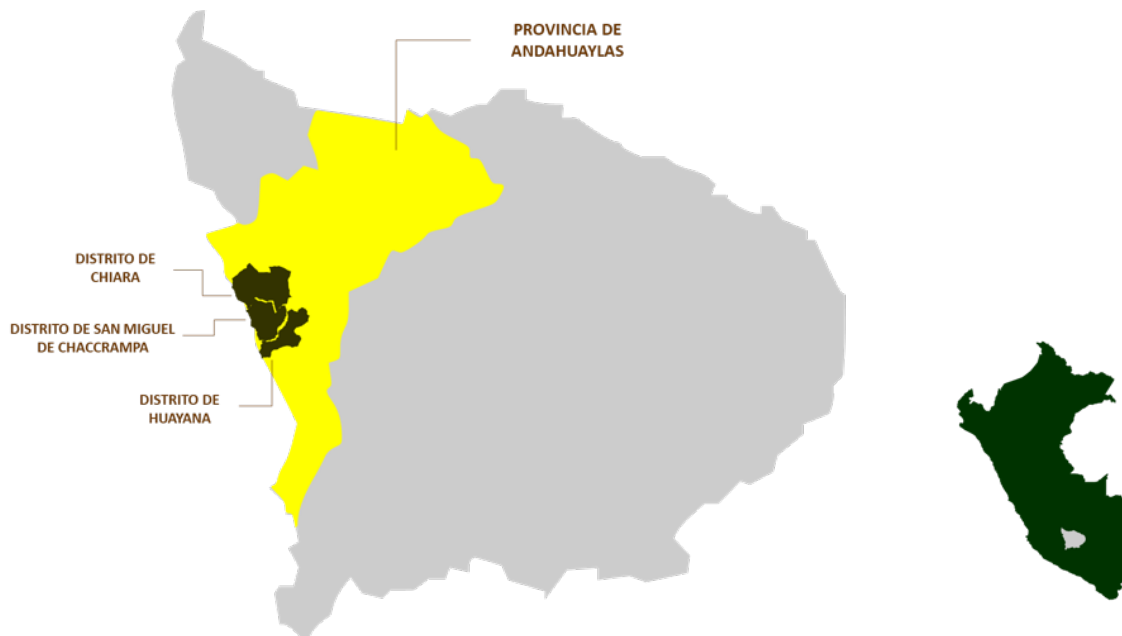 PROVINCIA DE
ANDAHUAYLAS
DISTRITO DE
CHIARA
DISTRITO DE SAN MIGUEL
DE CHACCRAMPA
DISTRITO DE
HUAYANA